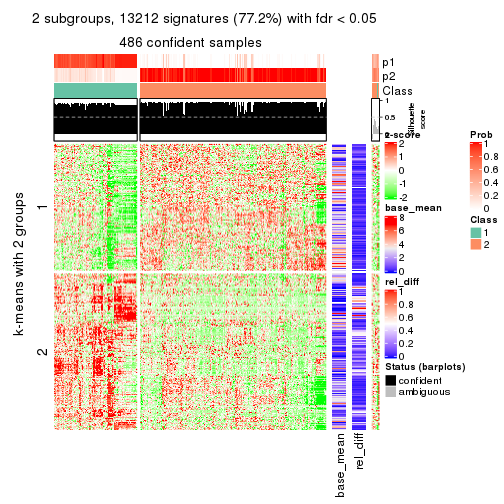 2 subgroups, 13212 signatures (77.2%) with fdr < 0.05
486 confident samples
p1
p2
Class
1
0.5
0
Silhouette
score
k-means with 2 groups
1
2
base_mean
rel_diff
z-score
2
1
0
-1
-2
base_mean
8
6
4
2
0
rel_diff
1
0.8
0.6
0.4
0.2
0
Status (barplots)
confident
ambiguous
Prob
1
0.8
0.6
0.4
0.2
0
Class
1
2